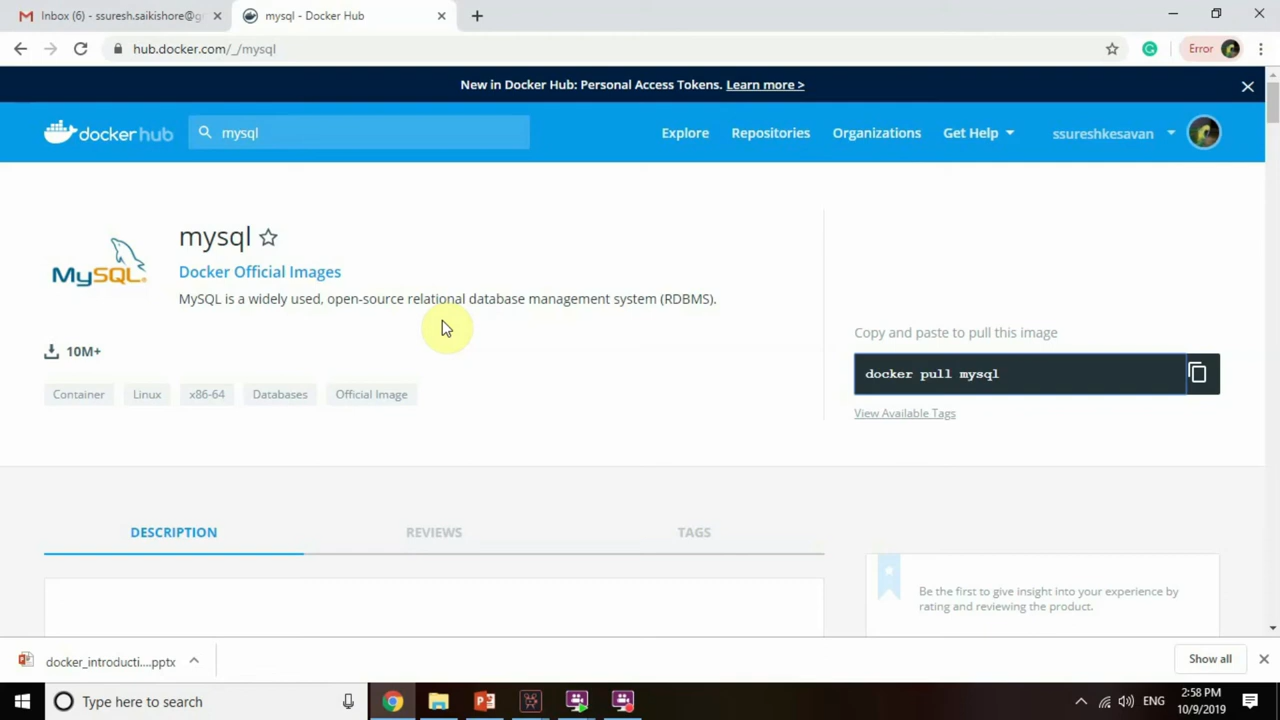 Inbox (6) - ssuresh.saikishore@g
mysql - Docker Hub
hub.docker.com/_/mysql
Error
New in Docker Hub: Personal Access Tokens. Learn more >
dockerhub
mysql
Explore
Repositories
Organizations
Get Help
ssureshkesavan
mysql
MySQL
Docker Official Images
MySQL is a widely used, open-source relational database management system (RDBMS).
10M+
Container
Linux
x86-64
Databases
Official Image
Copy and paste to pull this image
docker pull mysql
View Available Tags
DESCRIPTION
REVIEWS
TAGS
Be the first to give insight into your experience by
rating and reviewing the product.
docker_introducti....pptx
Show all
Type here to search
ENG
2:58 PM
10/9/2019